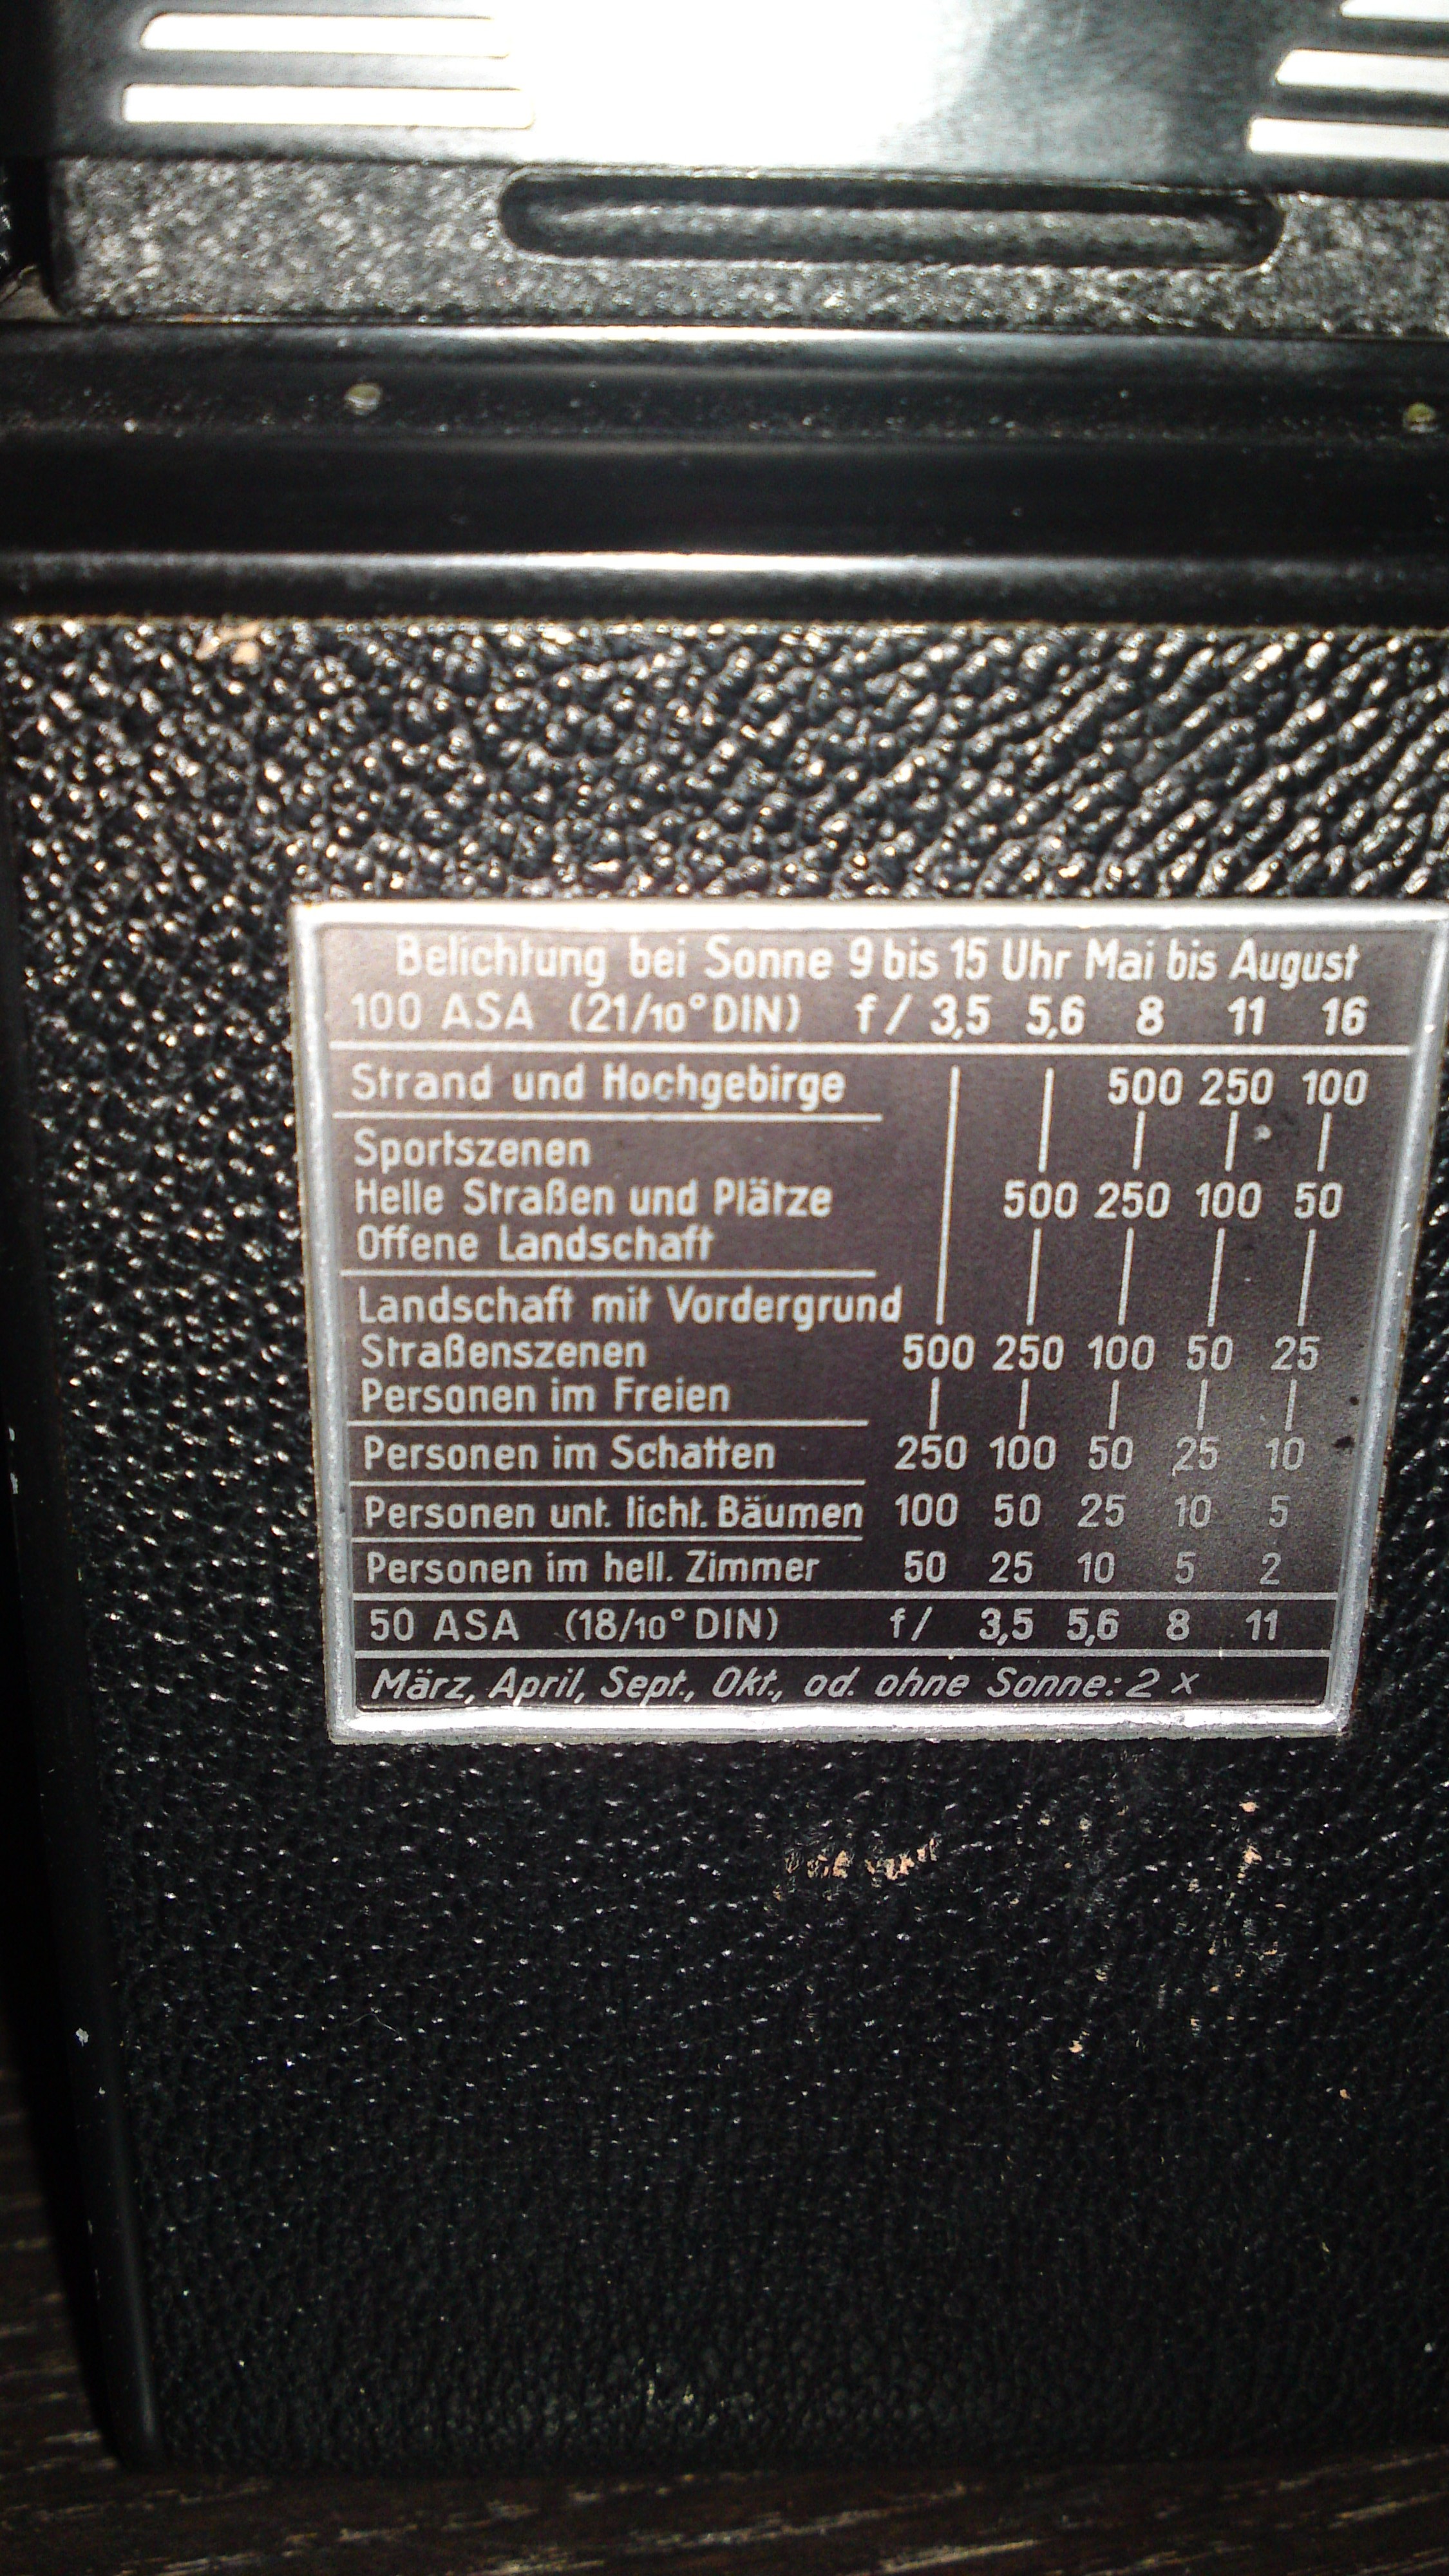 Belichtung bei Sonne 9 bis 15 Uhr Mai bis August
100 ASA (21/10° DIN) f/ 3,5 5,6 8 11 16
Strand und Hochgebirge 500 250 100
Sportszenen
Helle Straßen und Plätze 500 250 100 50
Offene Landschaft
Landschaft mit Vordergrund
Straßenszenen 500 250 100 50 25
Personen im Freien
Personen im Schatten 250 100 50 25 10
Personen unt. licht. Bäumen 100 50 25 10 5
Personen im hell. Zimmer 50 25 10 5 2
50 ASA (18/10° DIN) f/ 3,5 5,6 8 11
März, April, Sept., Okt., od. ohne Sonne: 2 x